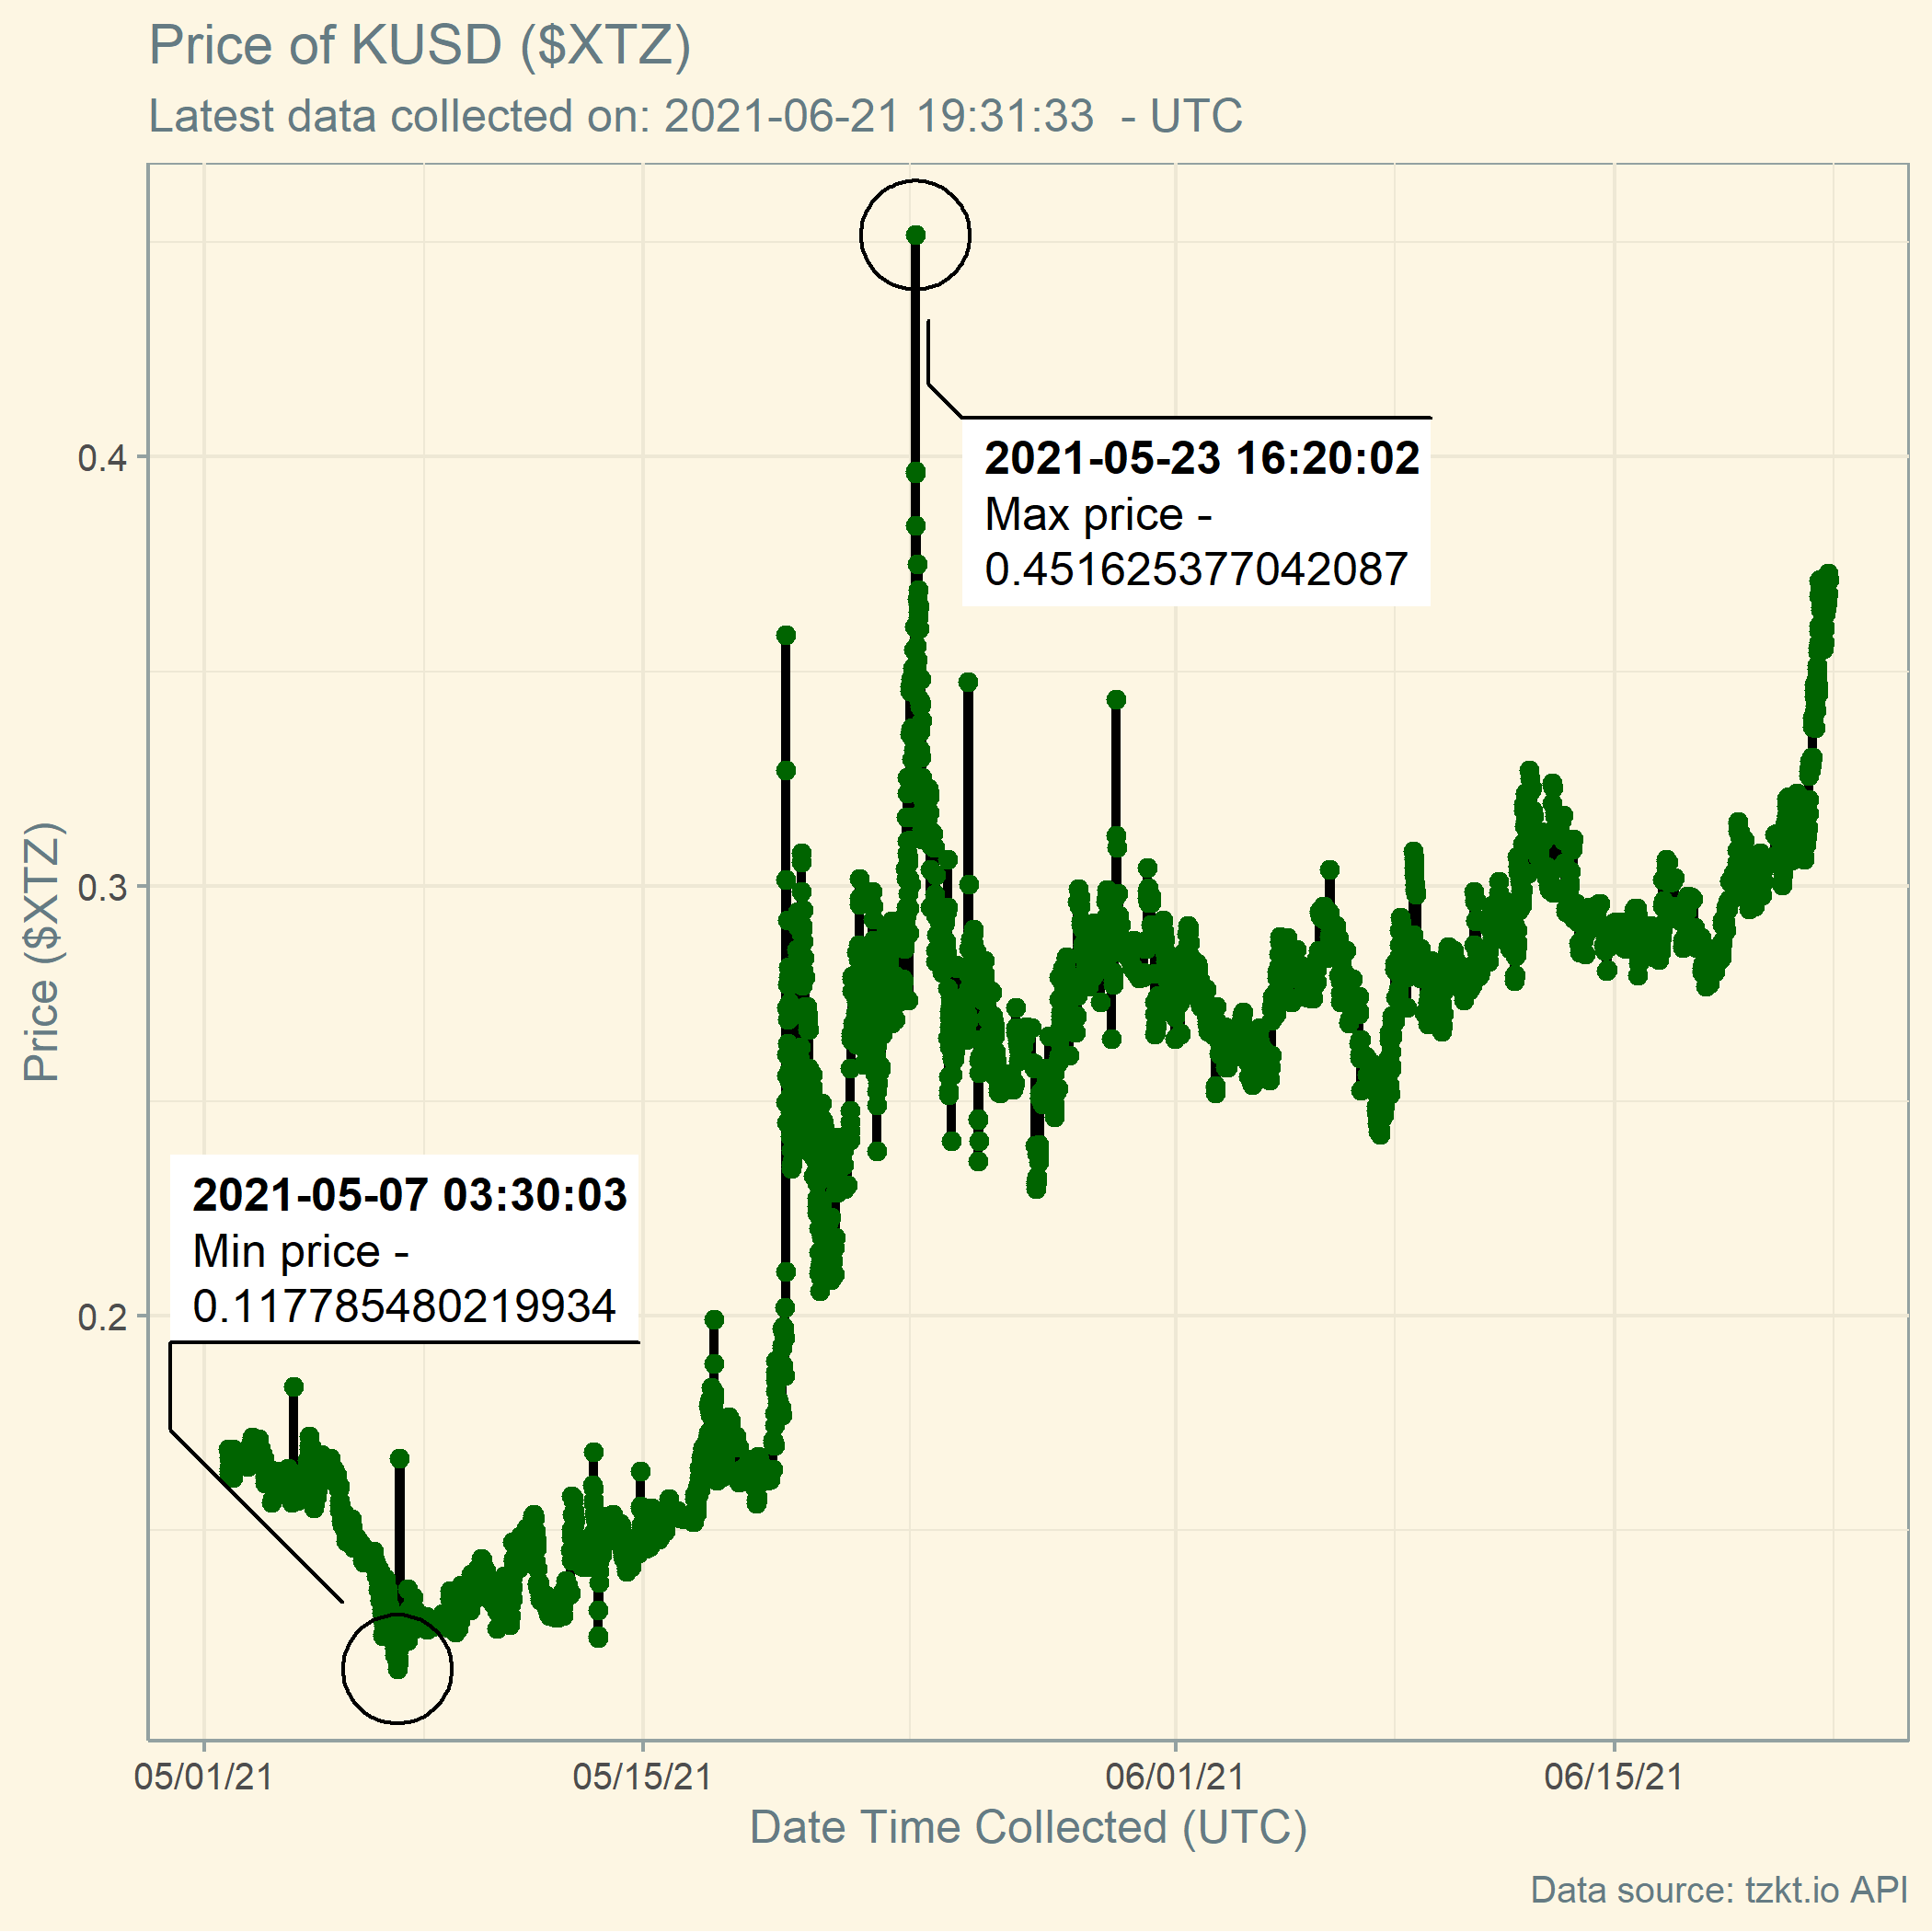 Price of KUSD ($XTZ)
Latest data collected on: 2021-06-21 19:31:33  - UTC
Price ($XTZ)
0.4
0.3
0.2
2021-05-23 16:20:02
Max price -
0.451625377042087
2021-05-07 03:30:03
Min price -
0.117785480219934
05/01/21
05/15/21
06/01/21
06/15/21
Date Time Collected (UTC)
Data source: tzkt.io API